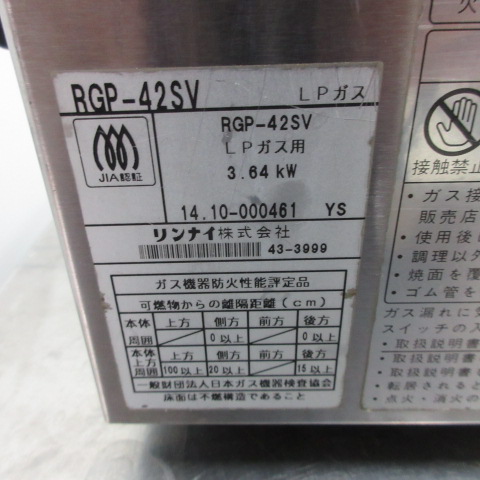 RGP-42SV LPガス
JIA認証
RGP-42SV
LPガス用
3.64 kW
14.10-000461 YS
リンナイ株式会社
43-3999
ガス機器防火性能評定品
可燃物からの離隔距離(cm)
本体周囲 上方 側方 前方 後方
0以上 0以上
本体上方周囲 上方 側方 前方 後方
100以上 20以上 15以上
一般財団法人日本ガス機器検査協会
床面は不燃構造であること
火
接触禁止
・ガス接
販売店
・使用後に
・調理以外
・焼面を覆
・ゴム管を
ガス漏れに気
スイッチの入
・取扱説明書
・取扱説明書
・転居されると
・点火・消火の